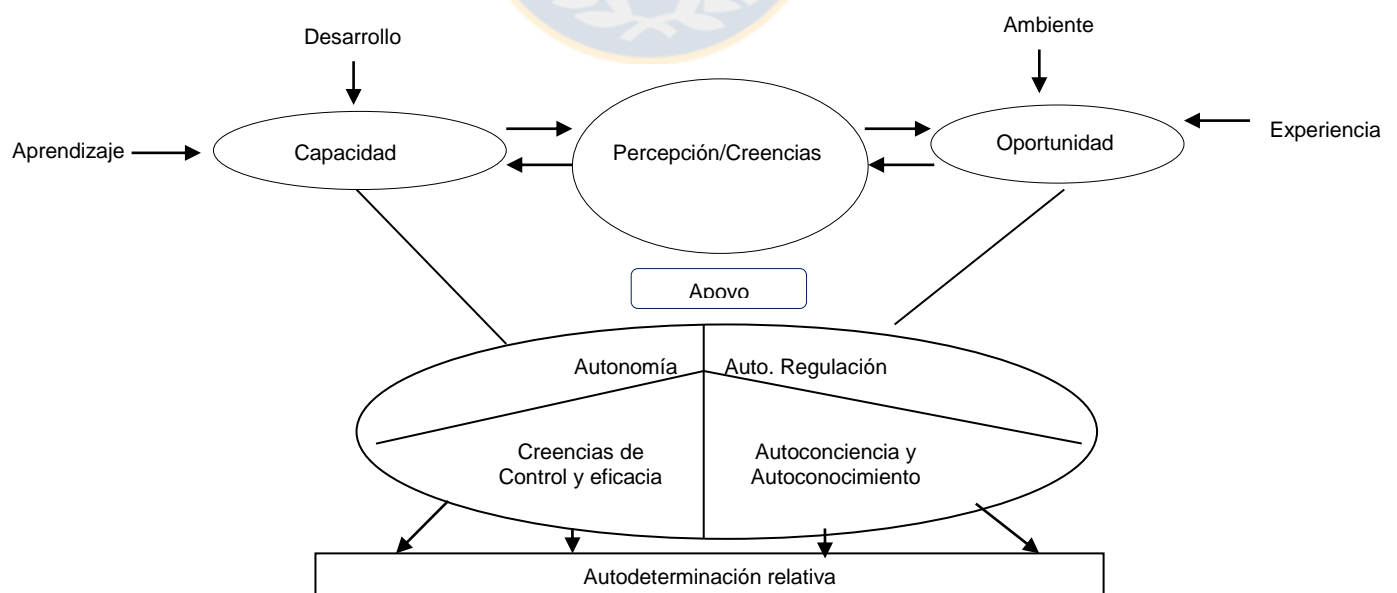 Desarrollo
Ambiente
Aprendizaje
Capacidad
Percepción/Creencias
Oportunidad
Experiencia
Apoyo
Autonomía
Auto. Regulación
Creencias de
Control y eficacia
Autoconciencia y
Autoconocimiento
Autodeterminación relativa